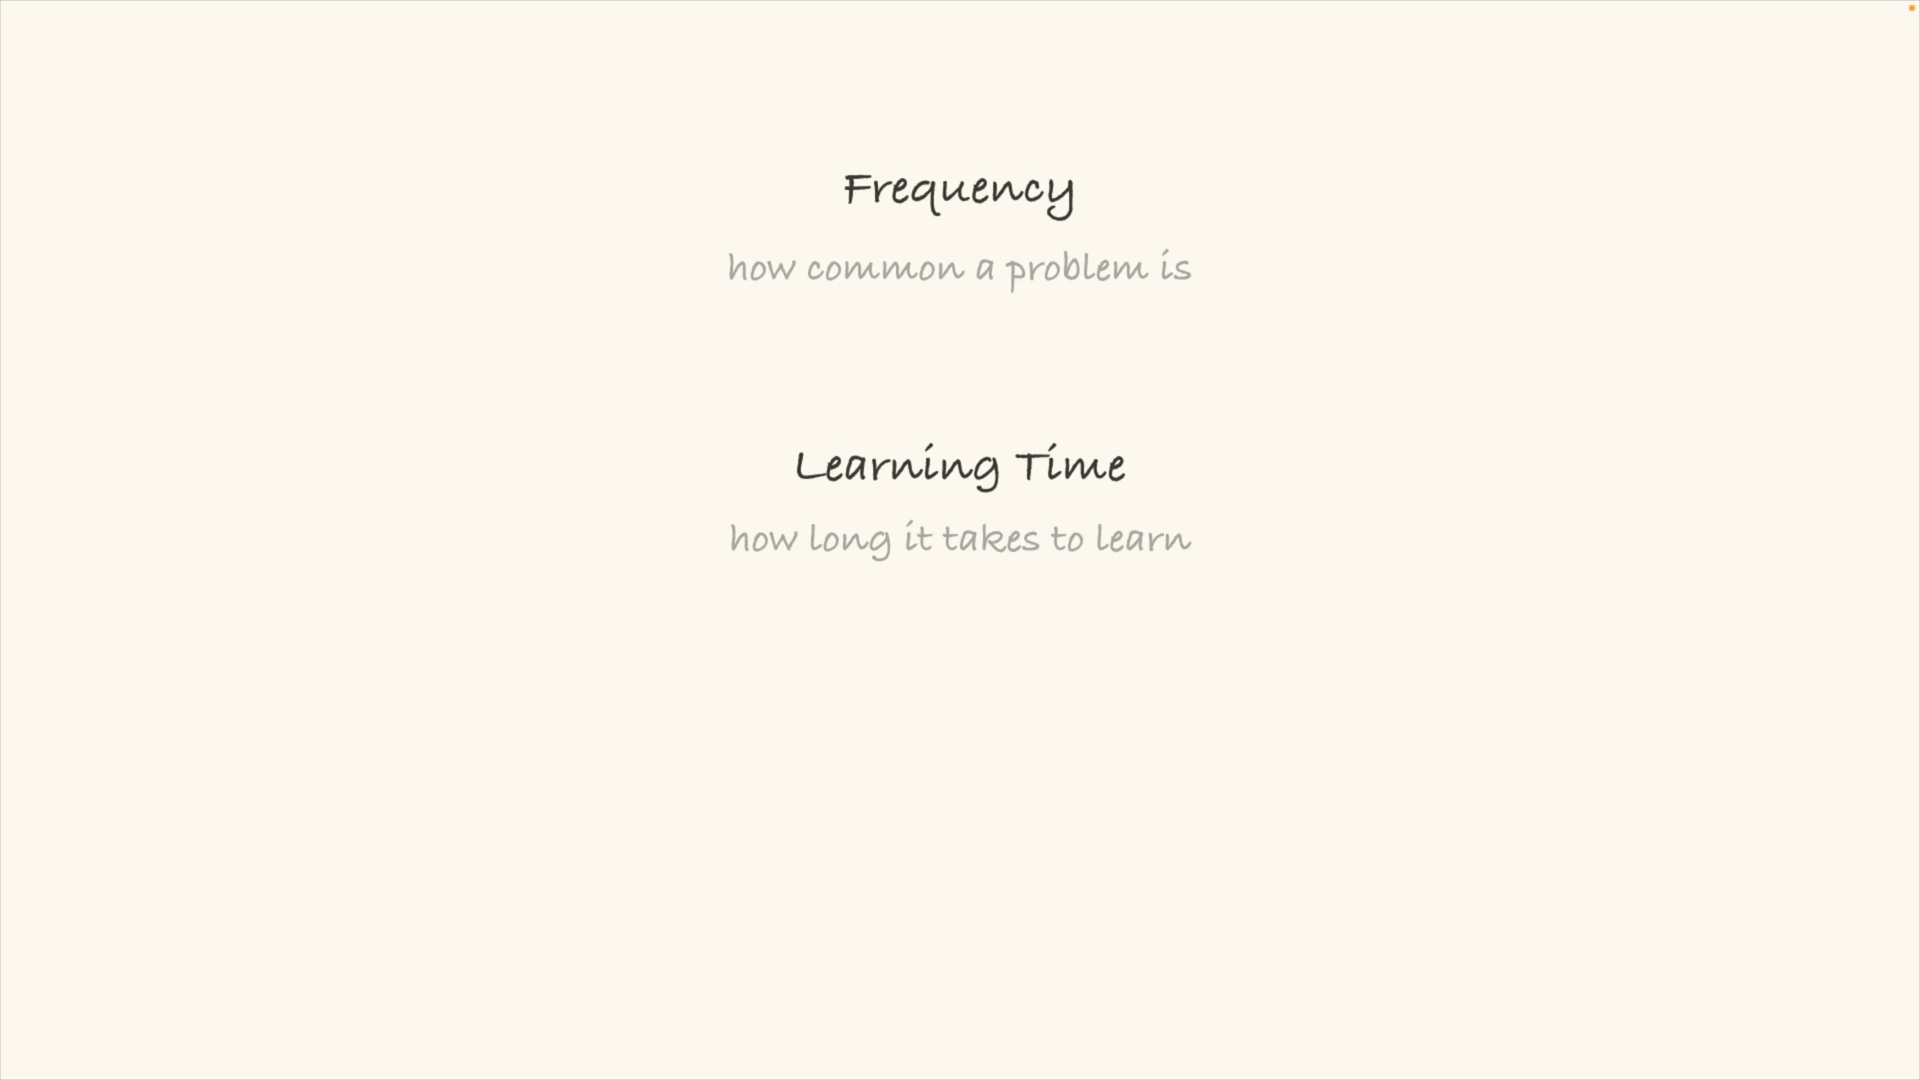 Frequency
how common a problem is
Learning Time
how long it takes to learn